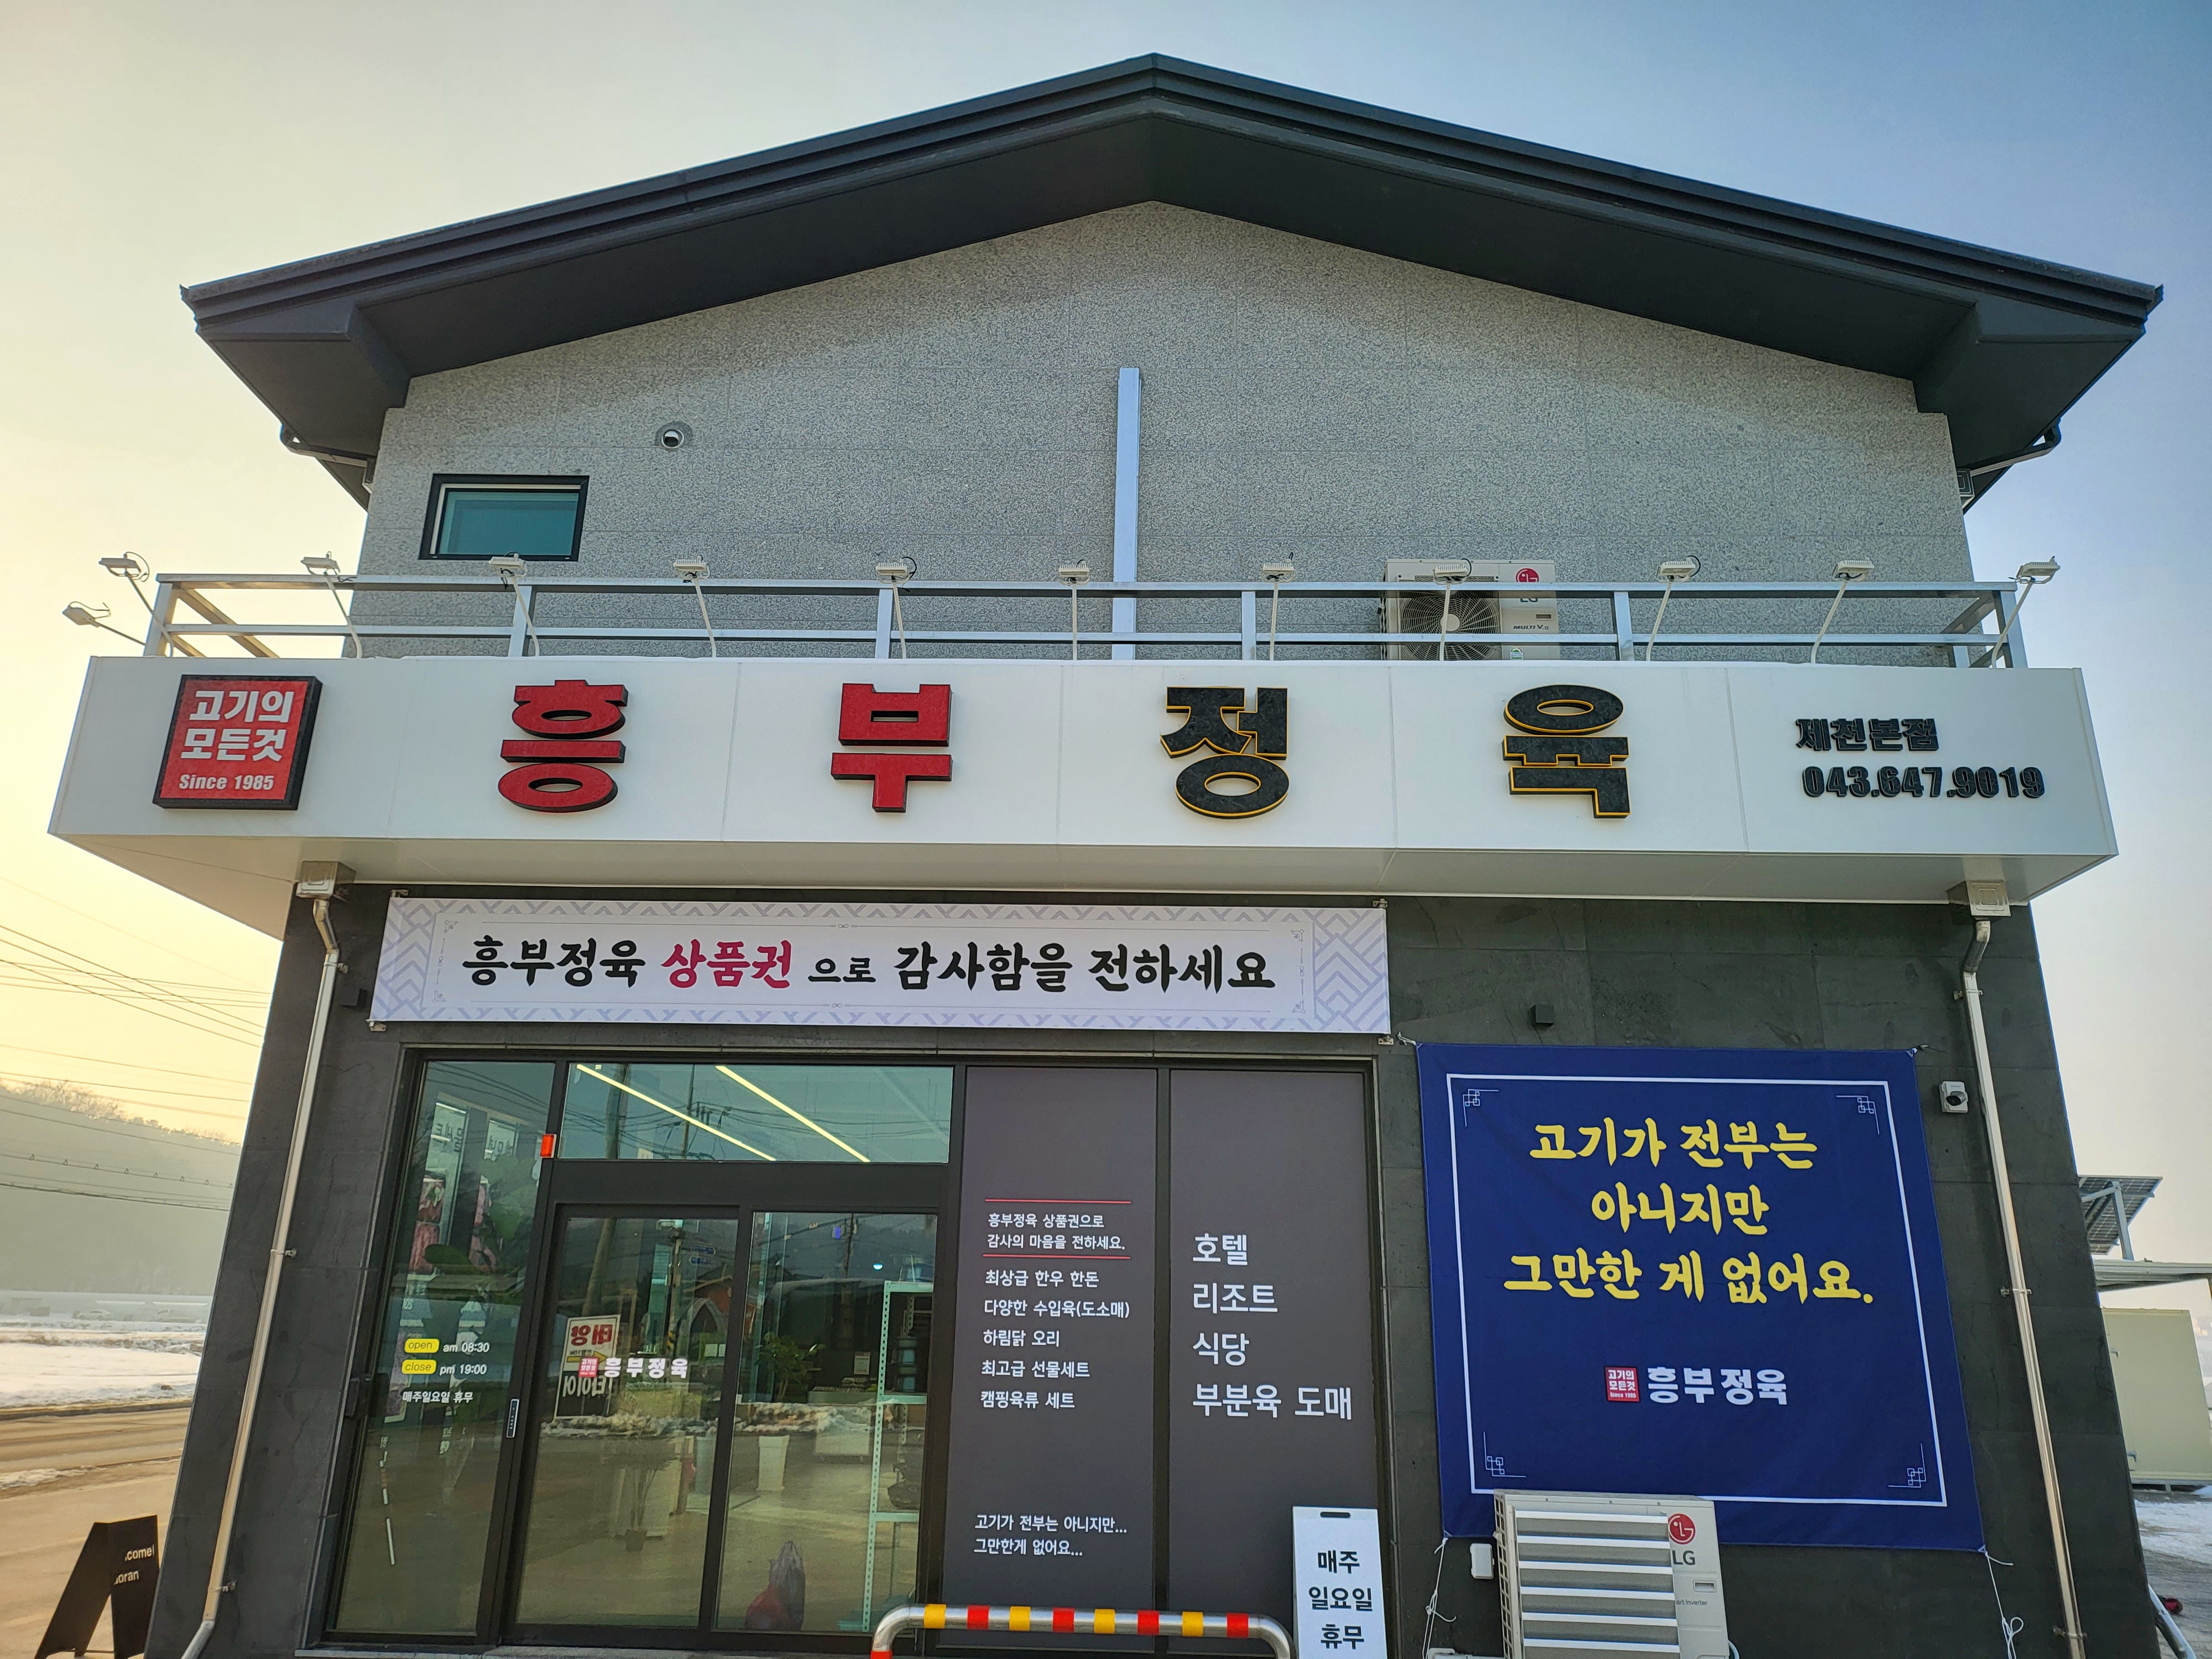 고기의
모든것
Since 1985
흥부정육
제천본점
043.647.9019
흥부정육 상품권 으로 감사함을 전하세요
고기가 전부는
아니지만
그만한 게 없어요.
고기의
모든것
Since 1985
흥부정육
open am 08:30
close pm 19:00
매주일요일 휴무
흥부정육
흥부정육 상품권으로
감사의 마음을 전하세요.
최상급 한우 한돈
다양한 수입육(도소매)
하림닭 오리
최고급 선물세트
캠핑육류 세트
고기가 전부는 아니지만...
그만한게 없어요...
호텔
리조트
식당
부분육 도매
매주
일요일
휴무
LG
MULTI V
LG